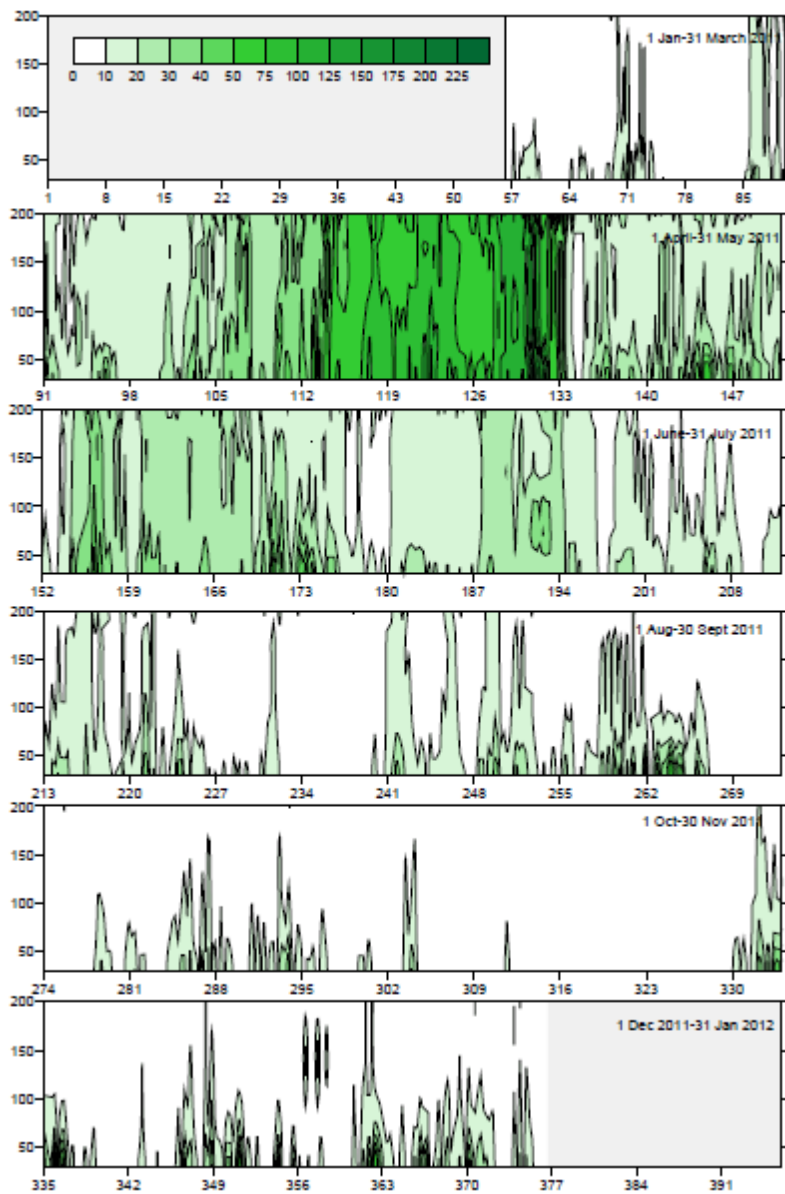 200
1 Jan-31 March 2011
0 10 20 30 40 50 75 100 125 150 175 200 225
150
100
50
1 8 15 22 29 36 43 50 57 64 71 78 85
200
1 April-31 May 2011
150
100
50
91 98 105 112 119 126 133 140 147
200
1 June-31 July 2011
150
100
50
152 159 166 173 180 187 194 201 208
200
1 Aug-30 Sept 2011
150
100
50
213 220 227 234 241 248 255 262 269
200
1 Oct-30 Nov 2011
150
100
50
274 281 288 295 302 309 316 323 330
200
1 Dec 2011-31 Jan 2012
150
100
50
335 342 349 356 363 370 377 384 391